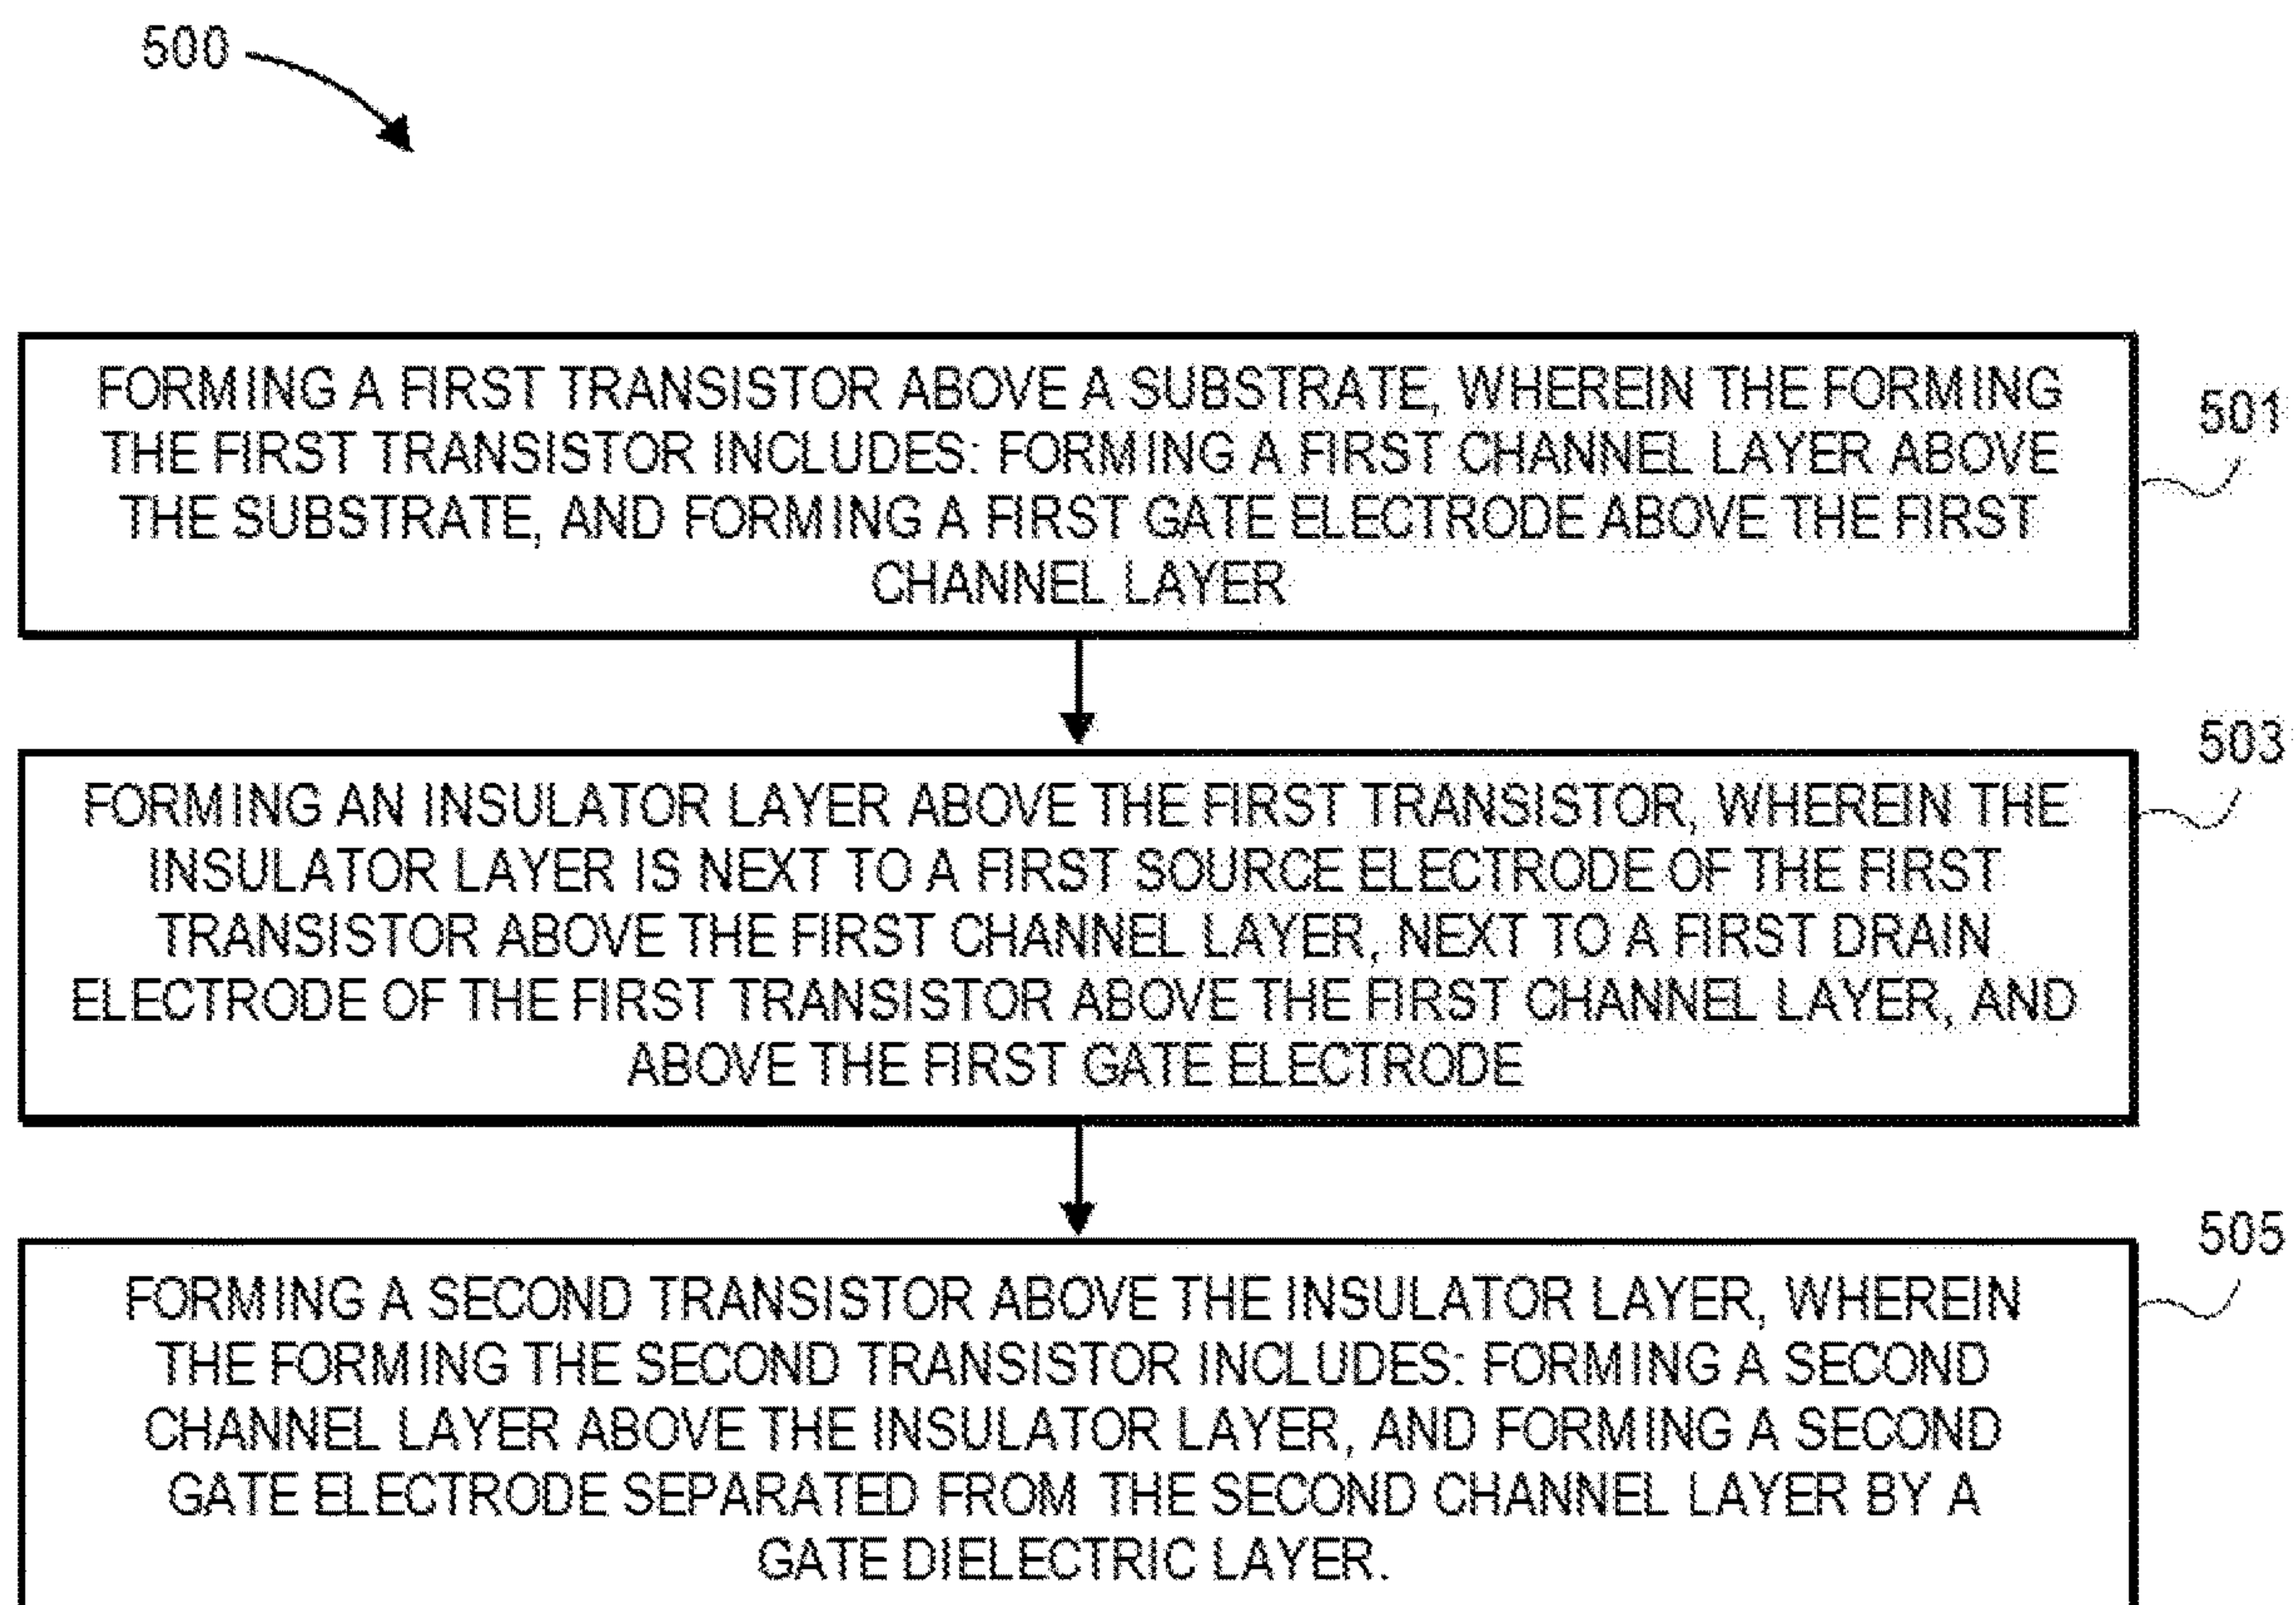 500
FORMING A FIRST TRANSISTOR ABOVE A SUBSTRATE, WHEREIN THE FORMING
THE FIRST TRANSISTOR INCLUDES: FORMING A FIRST CHANNEL LAYER ABOVE
THE SUBSTRATE, AND FORMING A FIRST GATE ELECTRODE ABOVE THE FIRST
CHANNEL LAYER
501
FORMING AN INSULATOR LAYER ABOVE THE FIRST TRANSISTOR, WHEREIN THE
INSULATOR LAYER IS NEXT TO A FIRST SOURCE ELECTRODE OF THE FIRST
TRANSISTOR ABOVE THE FIRST CHANNEL LAYER, NEXT TO A FIRST DRAIN
ELECTRODE OF THE FIRST TRANSISTOR ABOVE THE FIRST CHANNEL LAYER, AND
ABOVE THE FIRST GATE ELECTRODE
503
FORMING A SECOND TRANSISTOR ABOVE THE INSULATOR LAYER, WHEREIN
THE FORMING THE SECOND TRANSISTOR INCLUDES: FORMING A SECOND
CHANNEL LAYER ABOVE THE INSULATOR LAYER, AND FORMING A SECOND
GATE ELECTRODE SEPARATED FROM THE SECOND CHANNEL LAYER BY A
GATE DIELECTRIC LAYER.
505